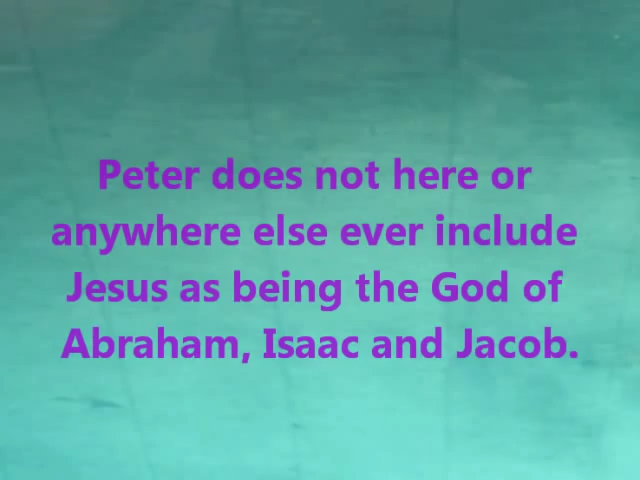 Peter does not here or
anywhere else ever include
Jesus as being the God of
Abraham, Isaac and Jacob.